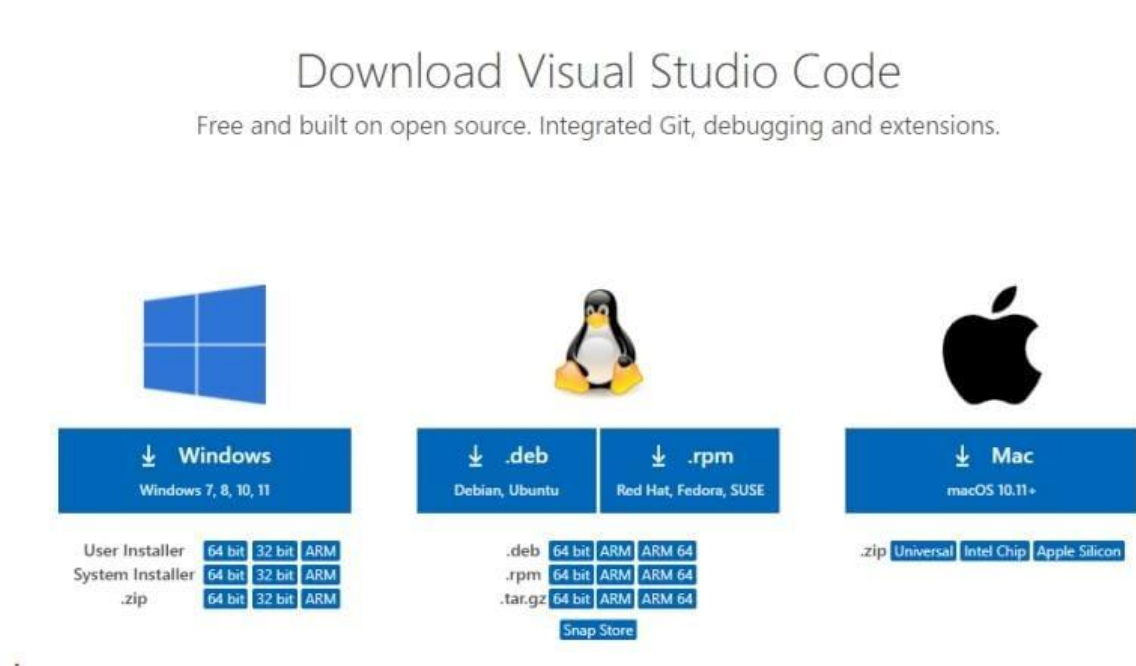 Download Visual Studio Code
Free and built on open source. Integrated Git, debugging and extensions.
Windows
Windows 7, 8, 10, 11
User Installer 64 bit 32 bit ARM
System Installer 64 bit 32 bit ARM
.zip 64 bit 32 bit ARM
.deb
Debian, Ubuntu
.rpm
Red Hat, Fedora, SUSE
.deb 64 bit ARM ARM 64
.rpm 64 bit ARM ARM 64
.tar.gz 64 bit ARM ARM 64
Snap Store
Mac
macOS 10.11+
.zip Universal Intel Chip Apple Silicon